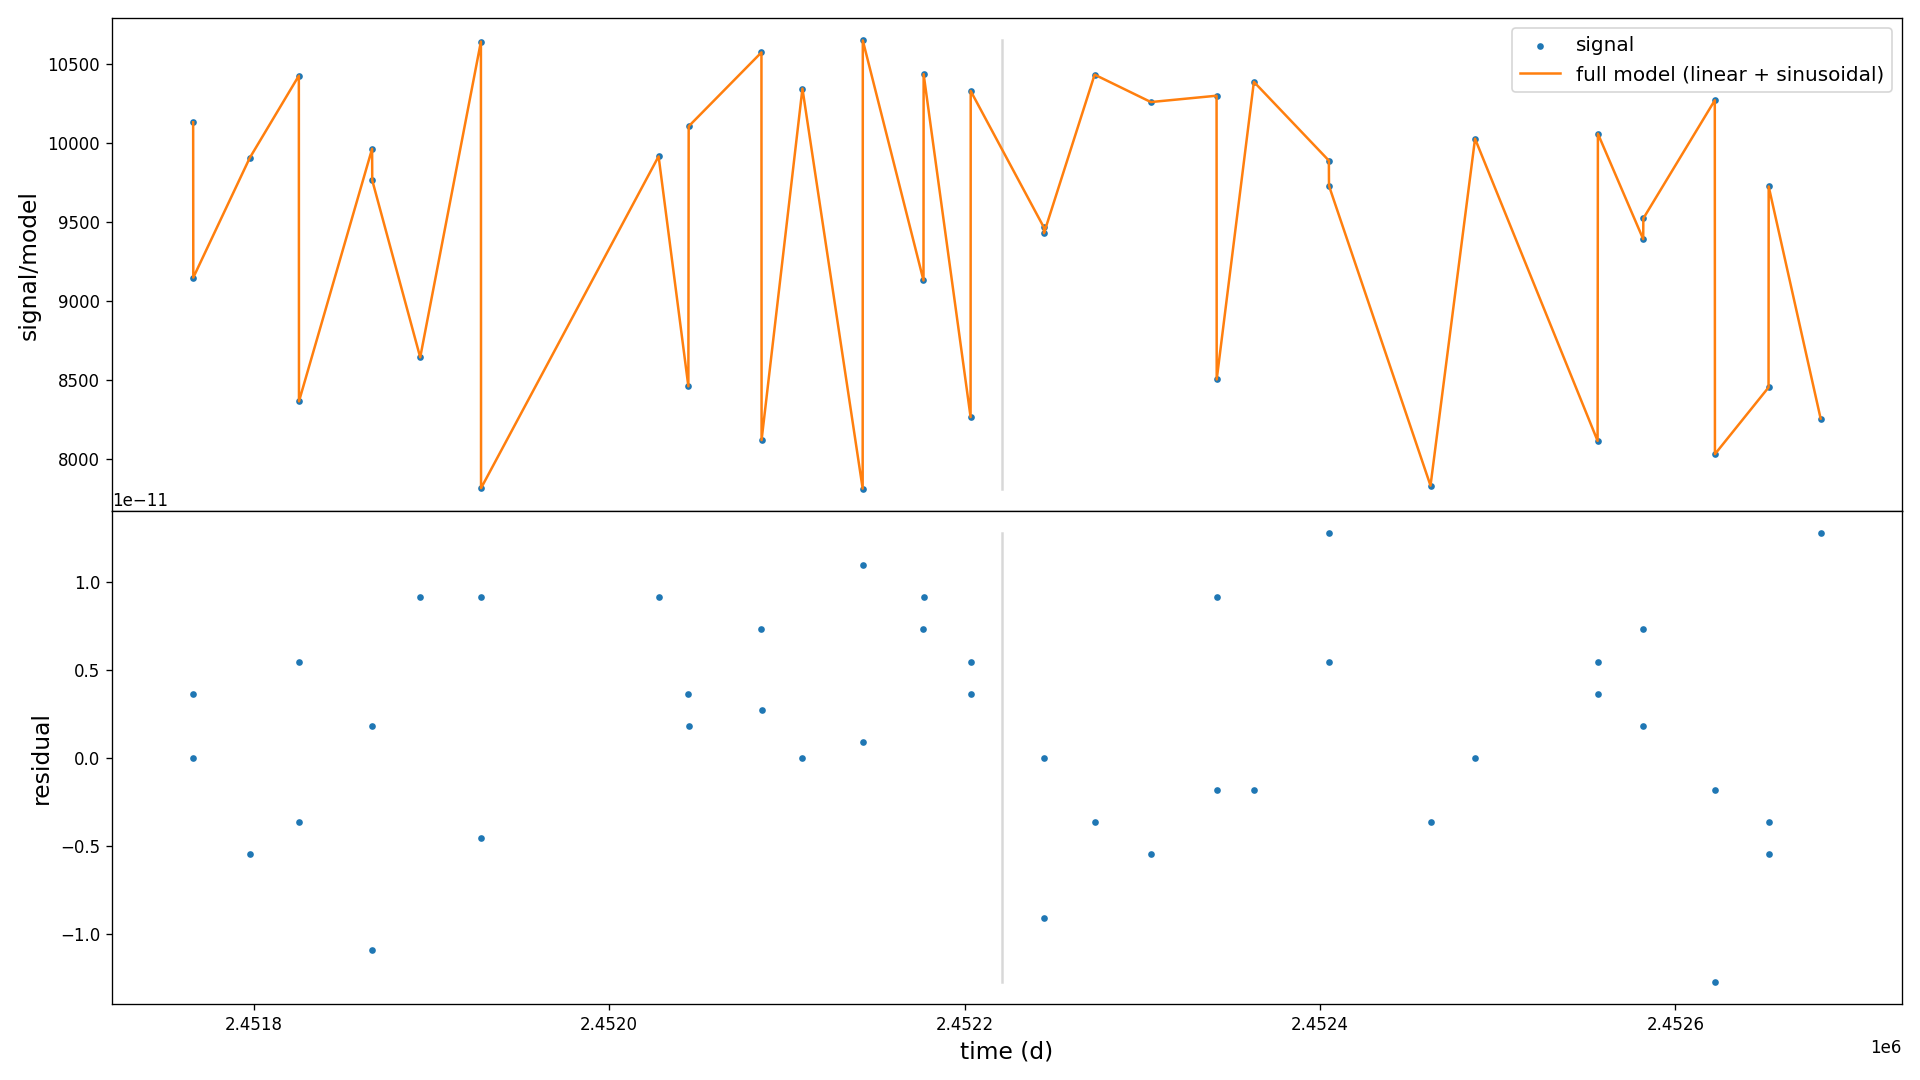 signal
full model (linear + sinusoidal)
10500
10000
9500
9000
8500
8000
signal/model
1e−11
1.0
0.5
0.0
−0.5
−1.0
residual
2.4518
2.4520
2.4522
2.4524
2.4526
time (d)
1e6